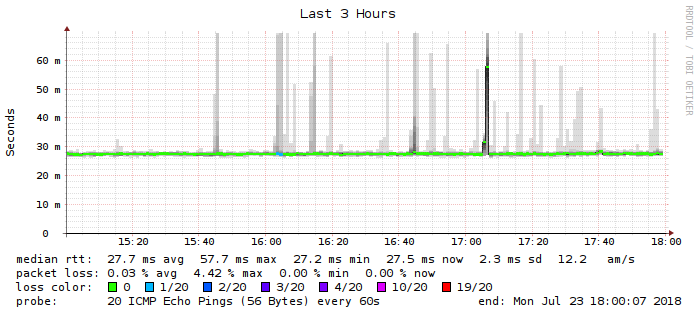 Last 3 Hours
RRDTOOL / TOBI OETIKER
Seconds
60 m
50 m
40 m
30 m
20 m
10 m
0
15:20 15:40 16:00 16:20 16:40 17:00 17:20 17:40 18:00
median rtt: 27.7 ms avg 57.7 ms max 27.2 ms min 27.5 ms now 2.3 ms sd 12.2 am/s
packet loss: 0.03 % avg 4.42 % max 0.00 % min 0.00 % now
loss color: 0 1/20 2/20 3/20 4/20 10/20 19/20
probe: 20 ICMP Echo Pings (56 Bytes) every 60s end: Mon Jul 23 18:00:07 2018